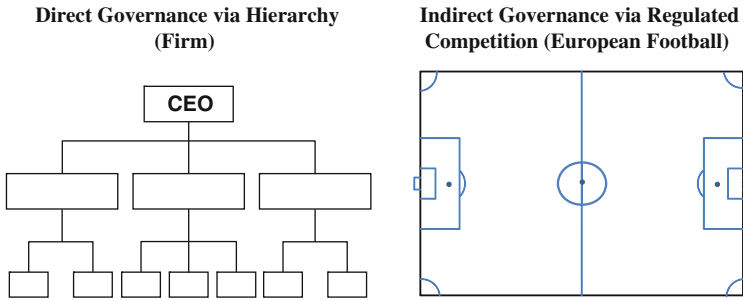 Direct Governance via Hierarchy
(Firm)
Indirect Governance via Regulated
Competition (European Football)
CEO